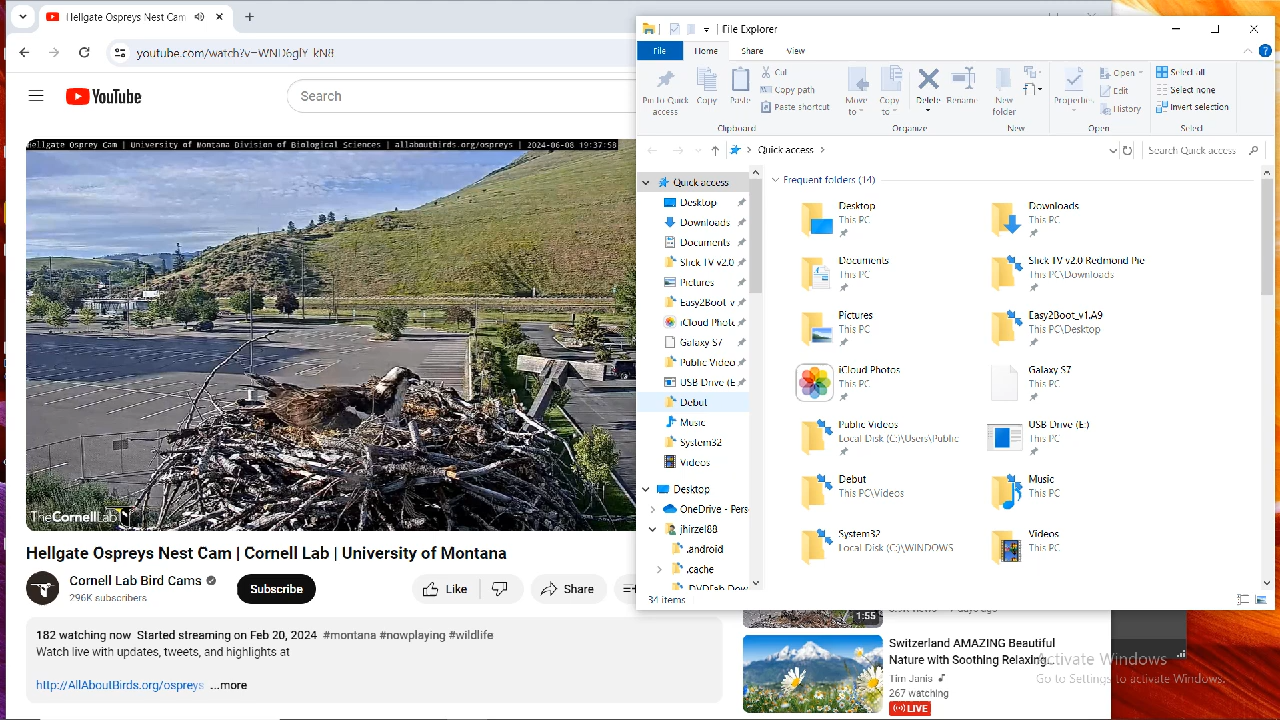 Hellgate Ospreys Nest Cam
youtube.com/watch?v=WND6glY_kN8
YouTube
Search
Hellgate Osprey Cam | University of Montana Division of Biological Sciences | allaboutbirds.org/ospreys | 2024-06-08 19:37:58
TheCornellLab
Hellgate Ospreys Nest Cam | Cornell Lab | University of Montana
Cornell Lab Bird Cams
296K subscribers
Subscribe
Like
Share
182 watching now Started streaming on Feb 20, 2024 #montana #nowplaying #wildlife
Watch live with updates, tweets, and highlights at
http://AllAboutBirds.org/ospreys ...more
File Explorer
File
Home
Share
View
Pin to Quick access
Copy
Paste
Cut
Copy path
Paste shortcut
Clipboard
Move to
Copy to
Delete
Rename
Organize
New folder
New
Properties
Open
Edit
History
Open
Select all
Select none
Invert selection
Select
Quick access
Search Quick access
Quick access
Desktop
Downloads
Documents
Slick TV v2.0
Pictures
Easy2Boot_v
iCloud Phot
Galaxy S7
Public Video
USB Drive (E
Debut
Music
System32
Videos
Desktop
OneDrive - Pers
jhirzel88
.android
.cache
Frequent folders (14)
Desktop
This PC
Downloads
This PC
Documents
This PC
Slick TV v2.0 Redmond Pie
This PC\Downloads
Pictures
This PC
Easy2Boot_v1.A9
This PC\Desktop
iCloud Photos
This PC
Galaxy S7
This PC
Public Videos
Local Disk (C:)\Users\Public
USB Drive (E:)
This PC
Debut
This PC\Videos
Music
This PC
System32
Local Disk (C:)\WINDOWS
Videos
This PC
34 items
1:55
Switzerland AMAZING Beautiful
Nature with Soothing Relaxing...
Tim Janis
267 watching
LIVE
Activate Windows
Go to Settings to activate Windows.